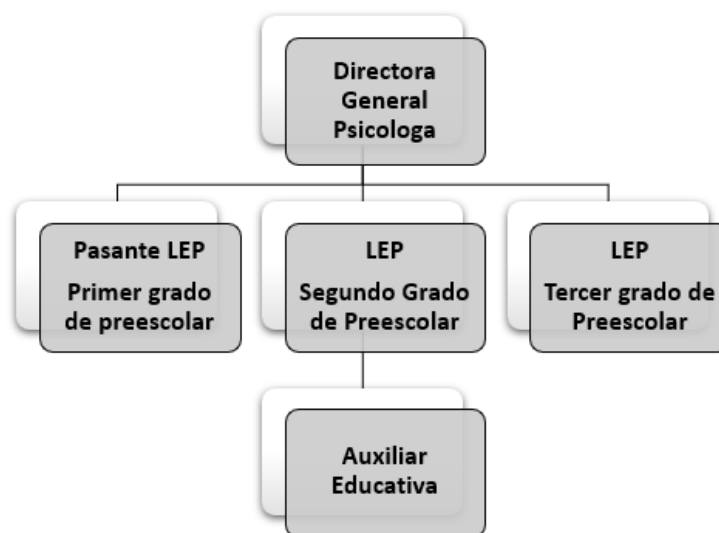 Directora
General
Psicologa
Pasante LEP
Primer grado
de preescolar
LEP
Segundo Grado
de Preescolar
LEP
Tercer grado de
Preescolar
Auxiliar
Educativa